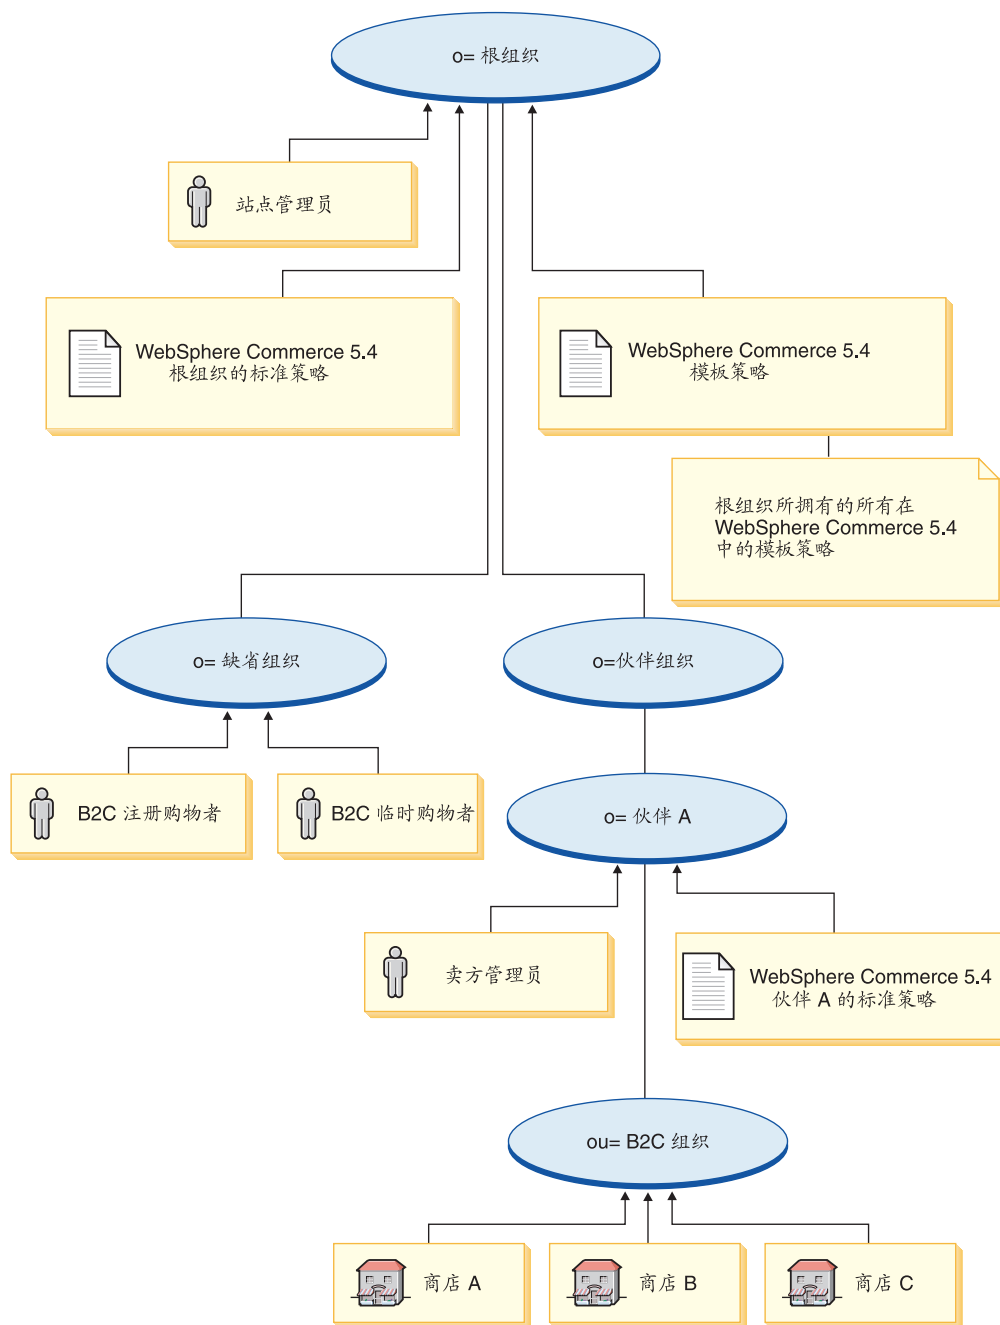 o= 根组织
站点管理员
WebSphere Commerce 5.4
根组织的标准策略
WebSphere Commerce 5.4
模板策略
根组织所拥有的所有在
WebSphere Commerce 5.4
中的模板策略
o= 缺省组织
o=伙伴组织
B2C 注册购物者
B2C 临时购物者
o= 伙伴 A
卖方管理员
WebSphere Commerce 5.4
伙伴 A 的标准策略
ou= B2C 组织
商店 A
商店 B
商店 C